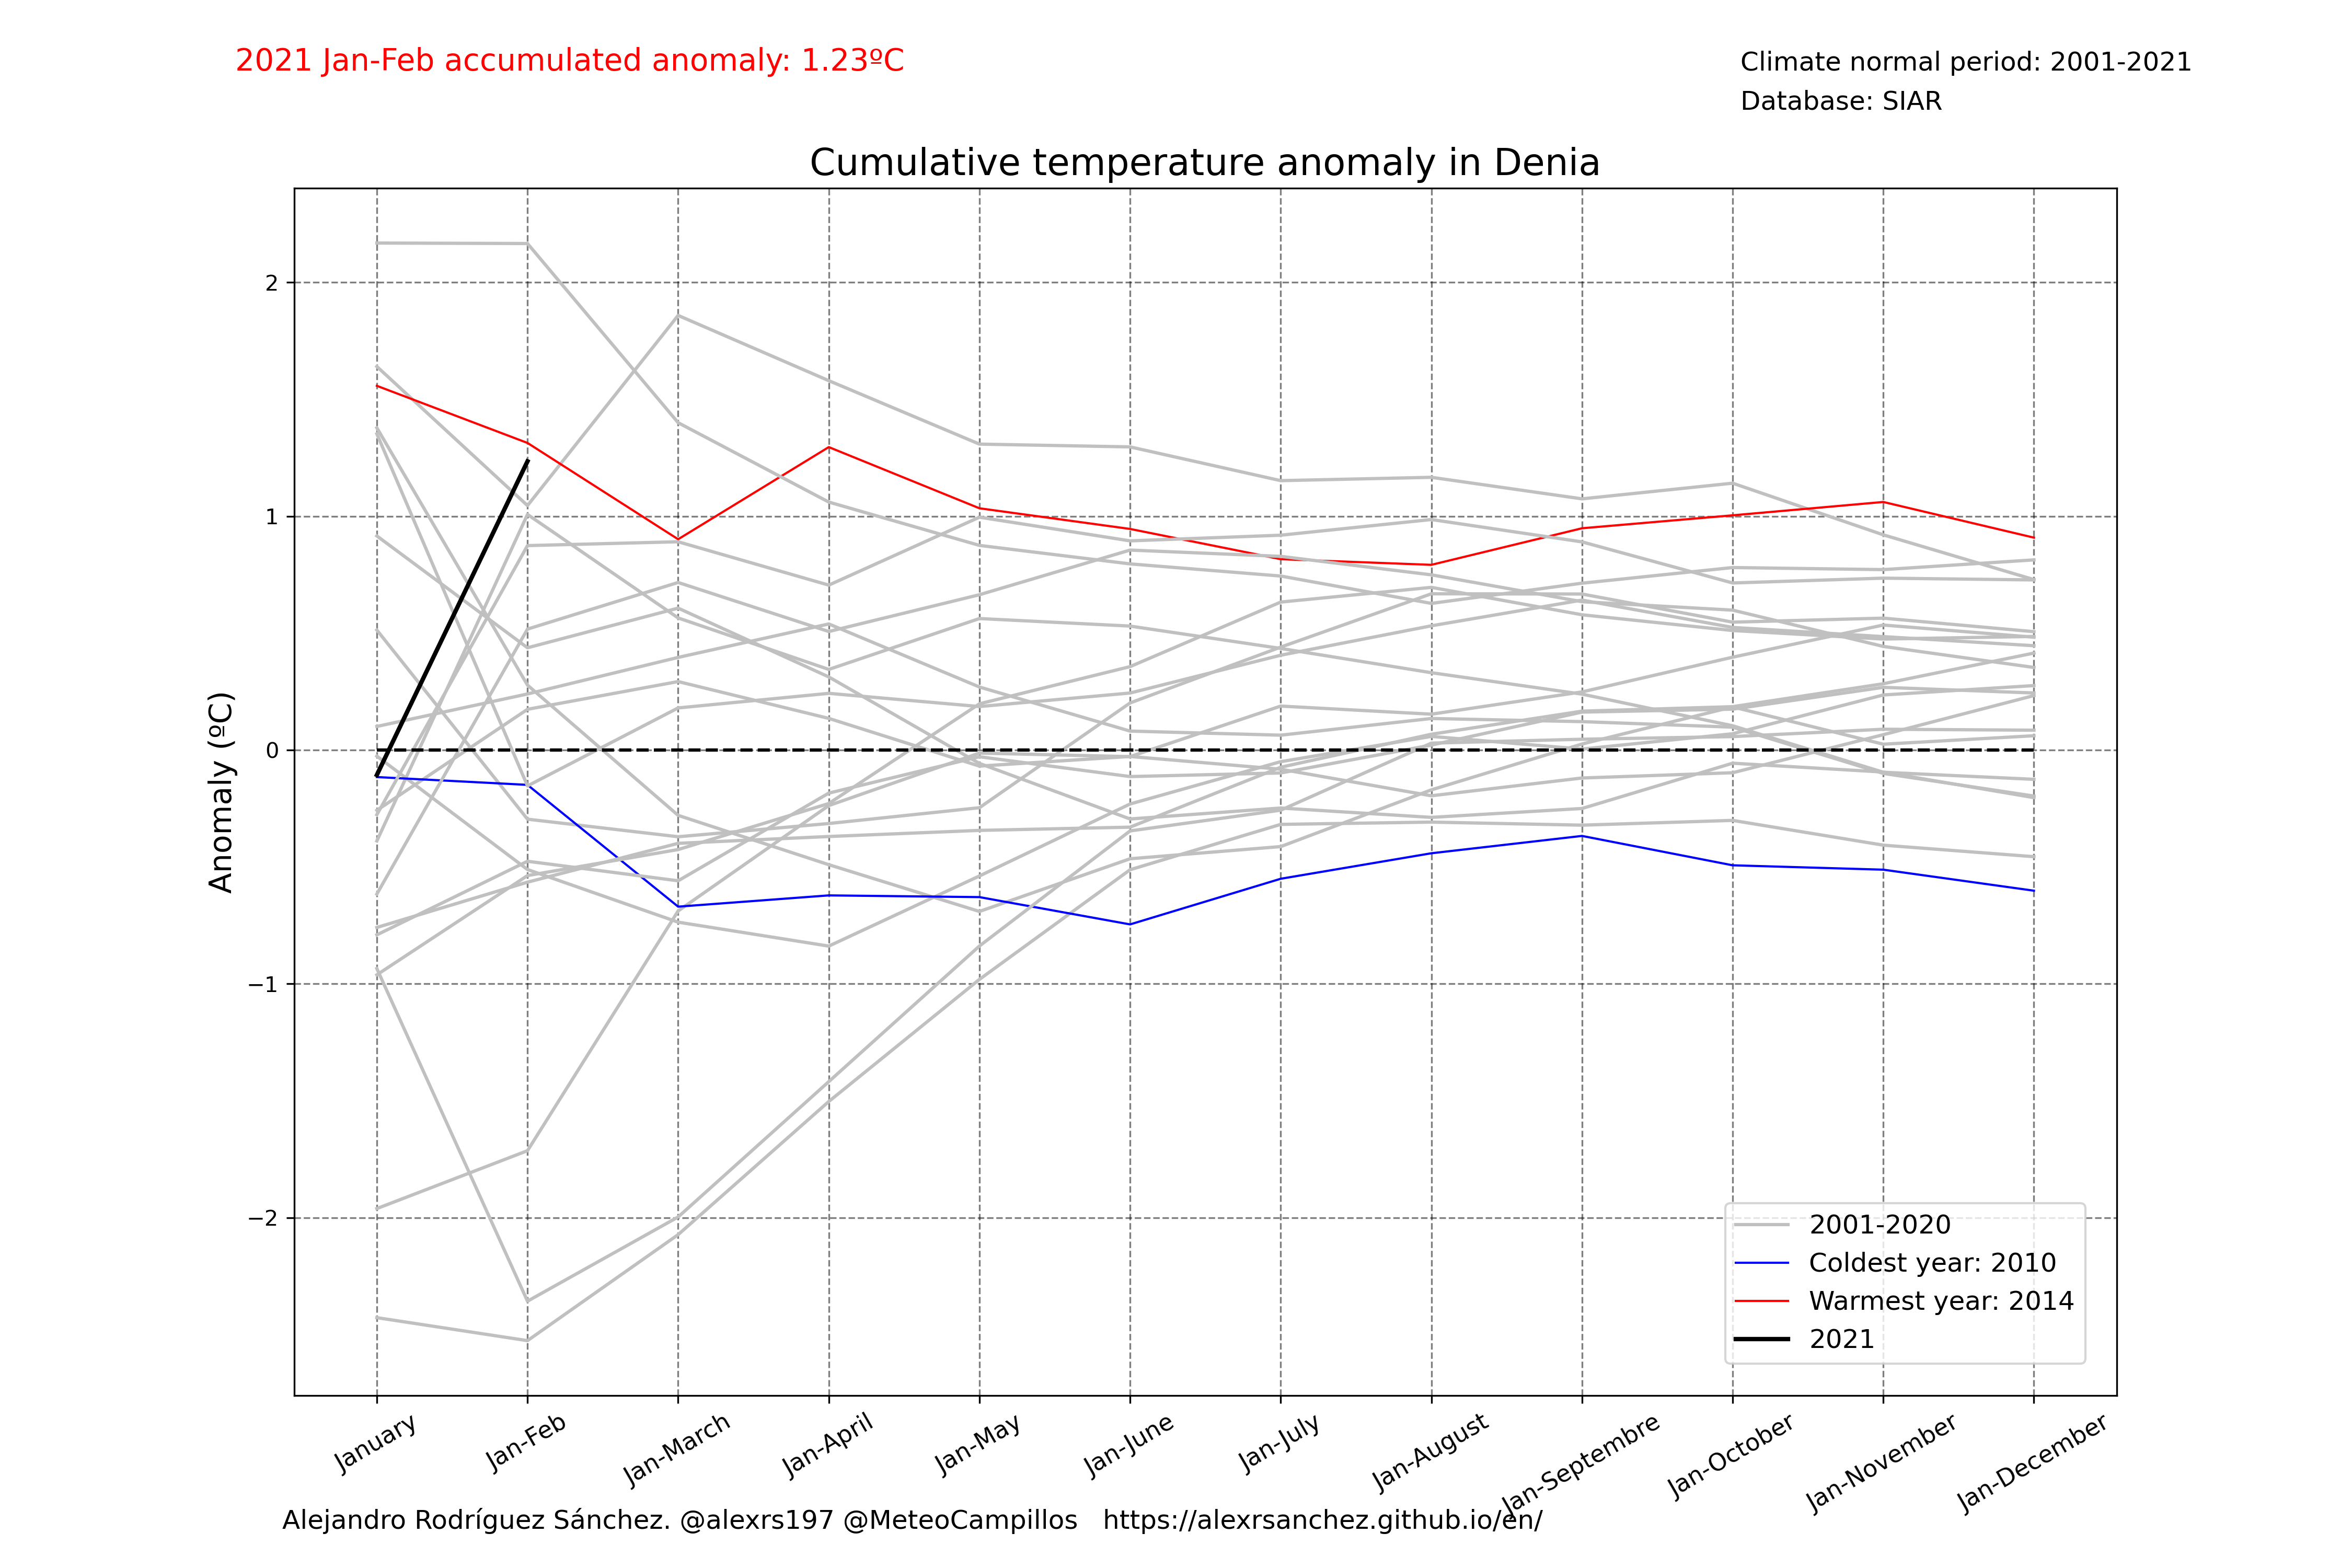 2021 Jan-Feb accumulated anomaly: 1.23ºC
Climate normal period: 2001-2021
Database: SIAR
Cumulative temperature anomaly in Denia
Anomaly (ºC)
2
1
0
−1
−2
2001-2020
Coldest year: 2010
Warmest year: 2014
2021
January
Jan-Feb
Jan-March
Jan-April
Jan-May
Jan-June
Jan-July
Jan-August
Jan-Septembre
Jan-October
Jan-November
Jan-December
Alejandro Rodríguez Sánchez. @alexrs197 @MeteoCampillos   https://alexrsanchez.github.io/en/